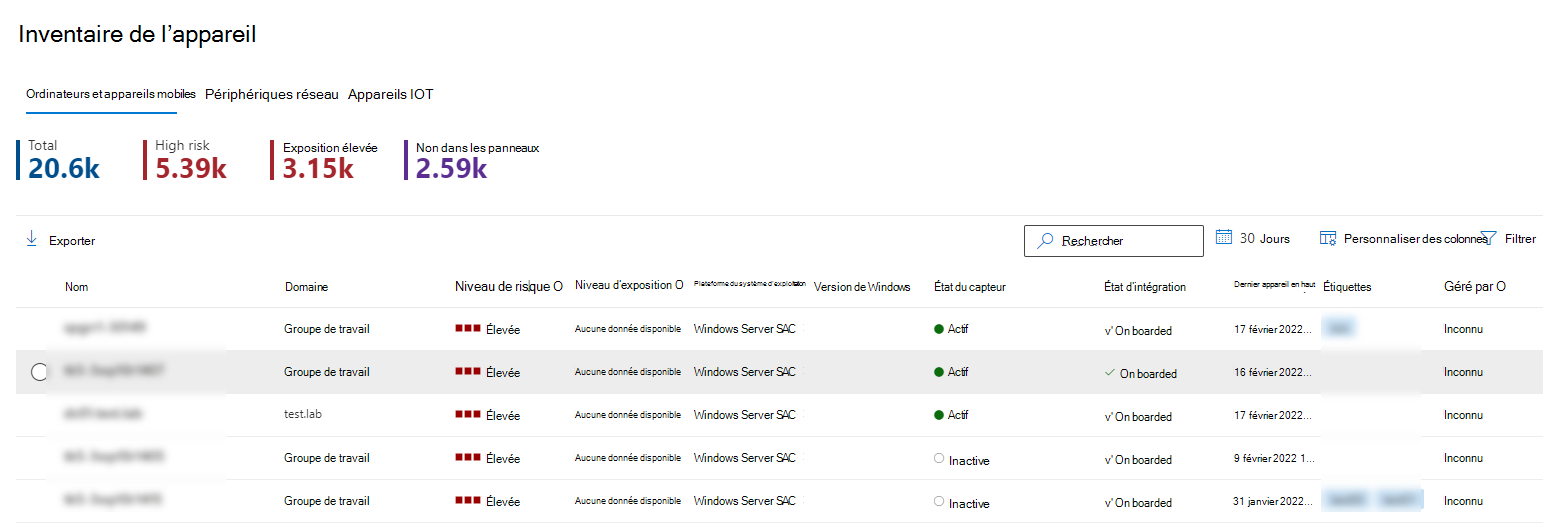 Inventaire de l’appareil
Ordinateurs et appareils mobiles Périphériques réseau Appareils IOT
Total High risk Exposition élevée Non dans les panneaux
20.6k 5.39k 3.15k 2.59k
Exporter Rechercher 30 Jours Personnaliser des colonnes Filtrer
Nom Domaine Niveau de risque O Niveau d'exposition O Plateforme du système d'exploitation Version de Windows État du capteur État d'intégration Dernier appareil en haut Étiquettes Géré par O
Groupe de travail Élevée Aucune donnée disponible Windows Server SAC Actif v' On boarded 17 février 2022... Inconnu
Groupe de travail Élevée Aucune donnée disponible Windows Server SAC Actif On boarded 16 février 2022... Inconnu
test.lab Élevée Aucune donnée disponible Windows Server SAC Actif v' On boarded 17 février 2022... Inconnu
Groupe de travail Élevée Aucune donnée disponible Windows Server SAC Inactive v' On boarded 9 février 2022 1... Inconnu
Groupe de travail Élevée Aucune donnée disponible Windows Server SAC Inactive v' On boarded 31 janvier 2022... Inconnu